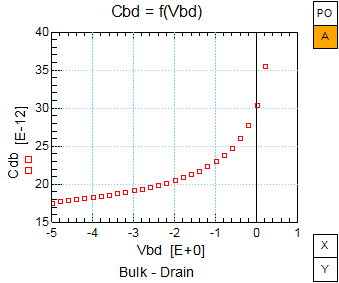 Cbd = f(Vbd)
PO
A
40
35
30
25
20
15
Cdb [E-12]
-5 -4 -3 -2 -1 0 1
Vbd [E+0]
Bulk - Drain
X
Y